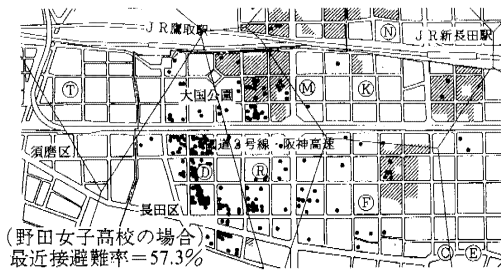 JR鷹取駅
Ⓝ
JR新長田駅
Ⓣ
大国公園
Ⓜ
Ⓚ
須磨区
国道2号線・阪神高速
Ⓓ
Ⓡ
長田区
Ⓕ
(野田女子高校の場合)
最近接避難率=57.3%
Ⓒ
Ⓔ